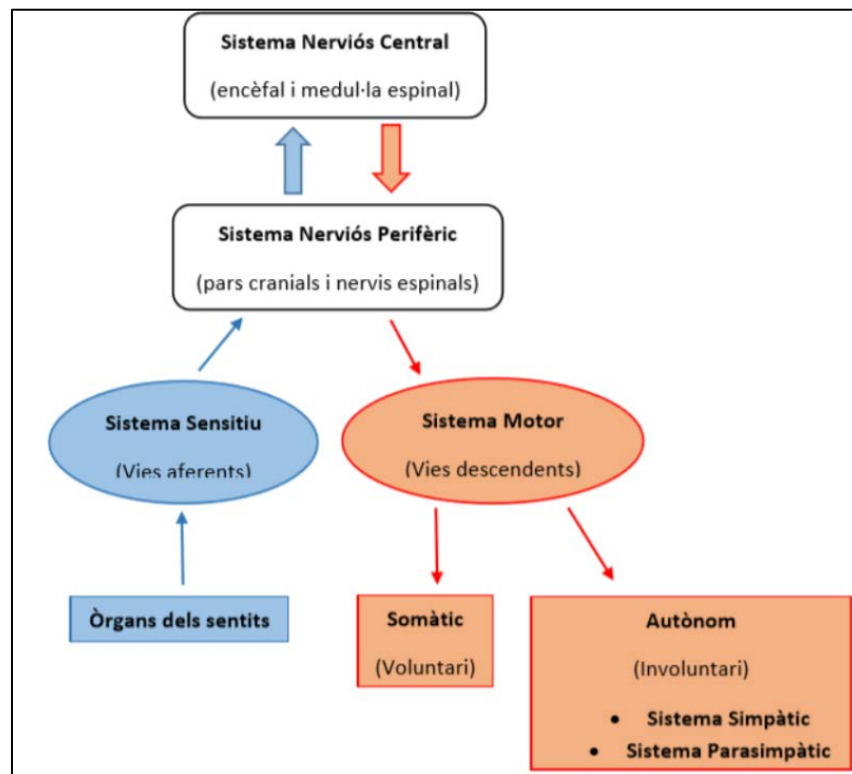 Sistema Nerviós Central
(encèfal i medul·la espinal)
Sistema Nerviós Perifèric
(pars cranials i nervis espinals)
Sistema Sensitiu
(Vies aferents)
Sistema Motor
(Vies descendents)
Òrgans dels sentits
Somàtic
(Voluntari)
Autònom
(Involuntari)
• Sistema Simpàtic
• Sistema Parasimpàtic